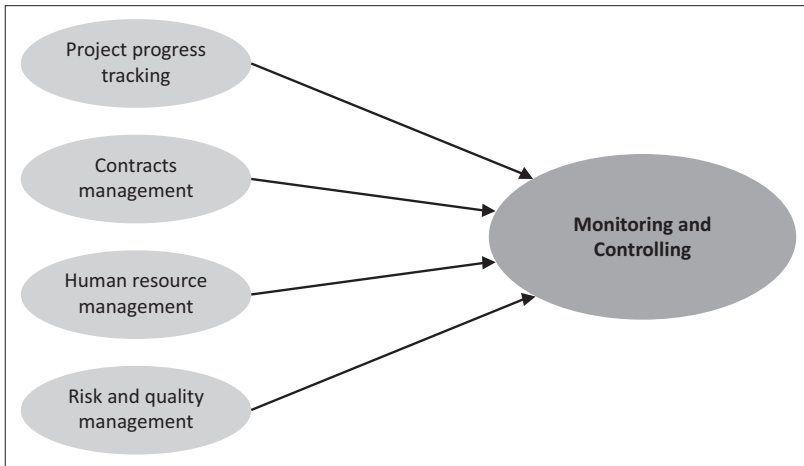 Project progress
tracking
Contracts
management
Human resource
management
Risk and quality
management
Monitoring and
Controlling